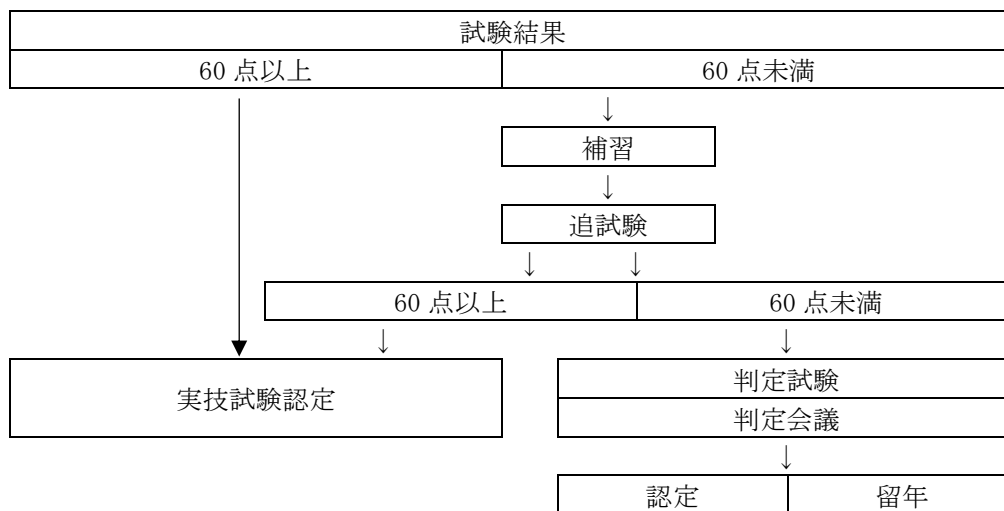 試験結果
60 点以上
60 点未満
↓
補習
↓
追試験
↓ ↓
60 点以上
60 点未満
↓
↓
実技試験認定
判定試験
判定会議
↓
認定
留年